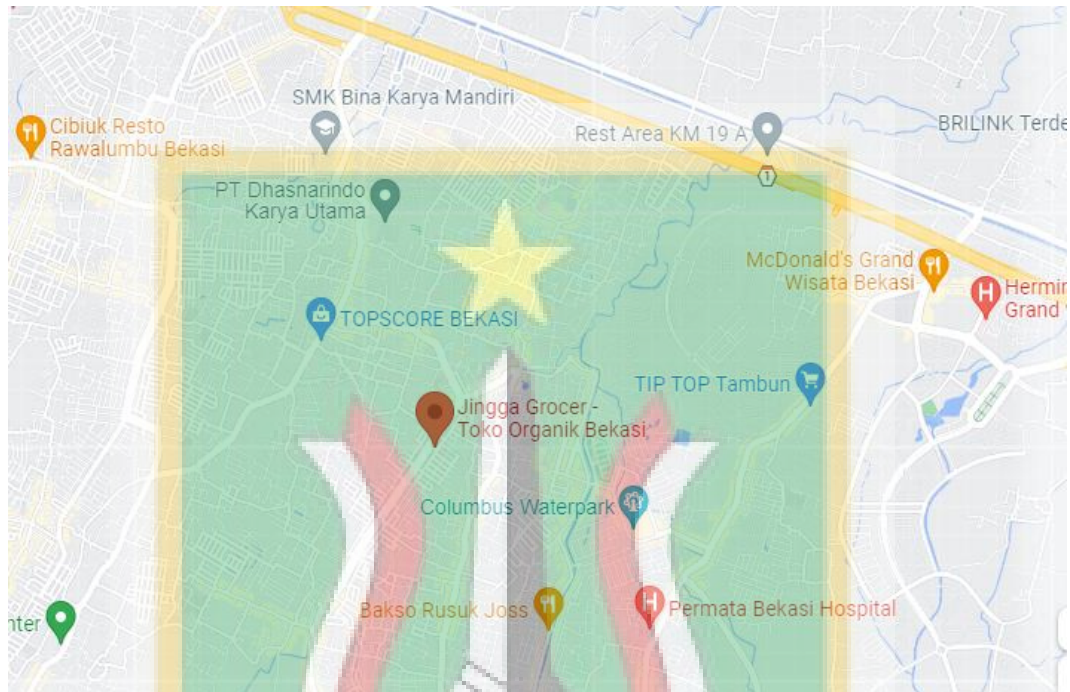 SMK Bina Karya Mandiri
Cibiuk Resto
Rawalumbu Bekasi
Rest Area KM 19 A
BRILINK Terde
1
PT Dhasnarindo
Karya Utama
McDonald's Grand
Wisata Bekasi
Hermin
Grand
TOPSCORE BEKASI
TIP TOP Tambun
Jingga Grocer -
Toko Organik Bekasi
Columbus Waterpark
Bakso Rusuk Joss
Permata Bekasi Hospital
nter